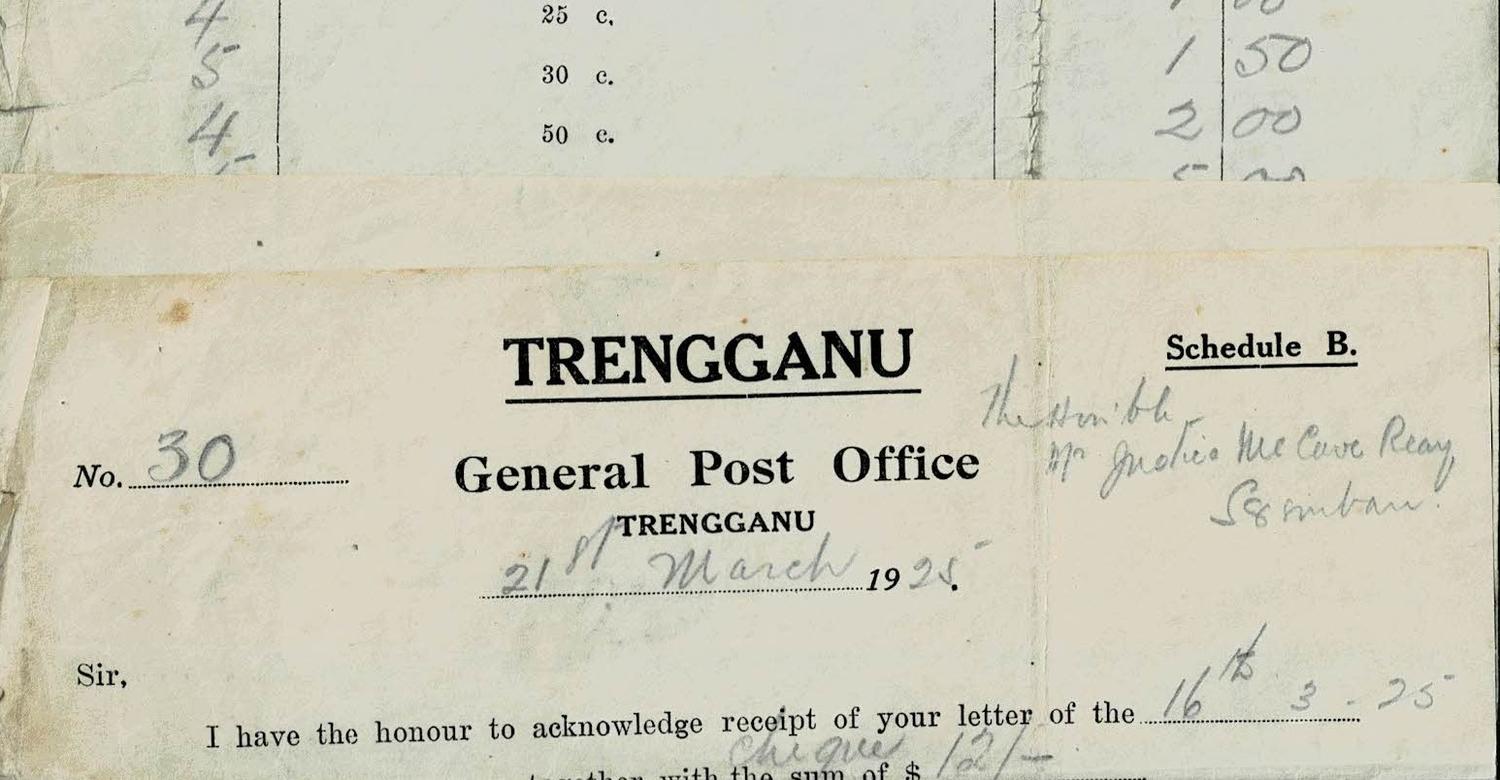 4 25 c. 1 00
5 30 c. 1 50
4 50 c. 2 00
TRENGGANU
Schedule B.
The Hon'ble
Mr Justice McCave Reay,
Seremban.
No. 30
General Post Office
TRENGGANU
21st March 1925.
Sir,
I have the honour to acknowledge receipt of your letter of the 16th 3 - 25
cheque
together with the sum of $ 12/-